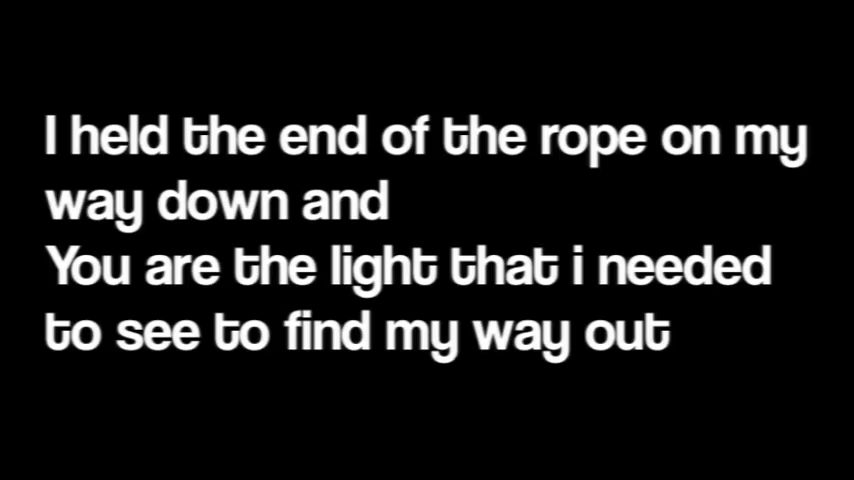 I held the end of the rope on my
way down and
You are the light that i needed
to see to find my way out